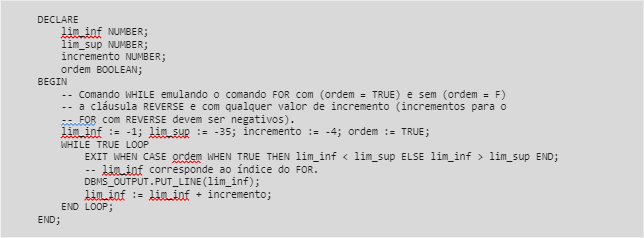 DECLARE
lim_inf NUMBER;
lim_sup NUMBER;
incremento NUMBER;
ordem BOOLEAN;
BEGIN
-- Comando WHILE emulando o comando FOR com (ordem = TRUE) e sem (ordem = F)
-- a cláusula REVERSE e com qualquer valor de incremento (incrementos para o
-- FOR com REVERSE devem ser negativos).
lim_inf := -1; lim_sup := -35; incremento := -4; ordem := TRUE;
WHILE TRUE LOOP
EXIT WHEN CASE ordem WHEN TRUE THEN lim_inf < lim_sup ELSE lim_inf > lim_sup END;
-- lim_inf corresponde ao índice do FOR.
DBMS_OUTPUT.PUT_LINE(lim_inf);
lim_inf := lim_inf + incremento;
END LOOP;
END;